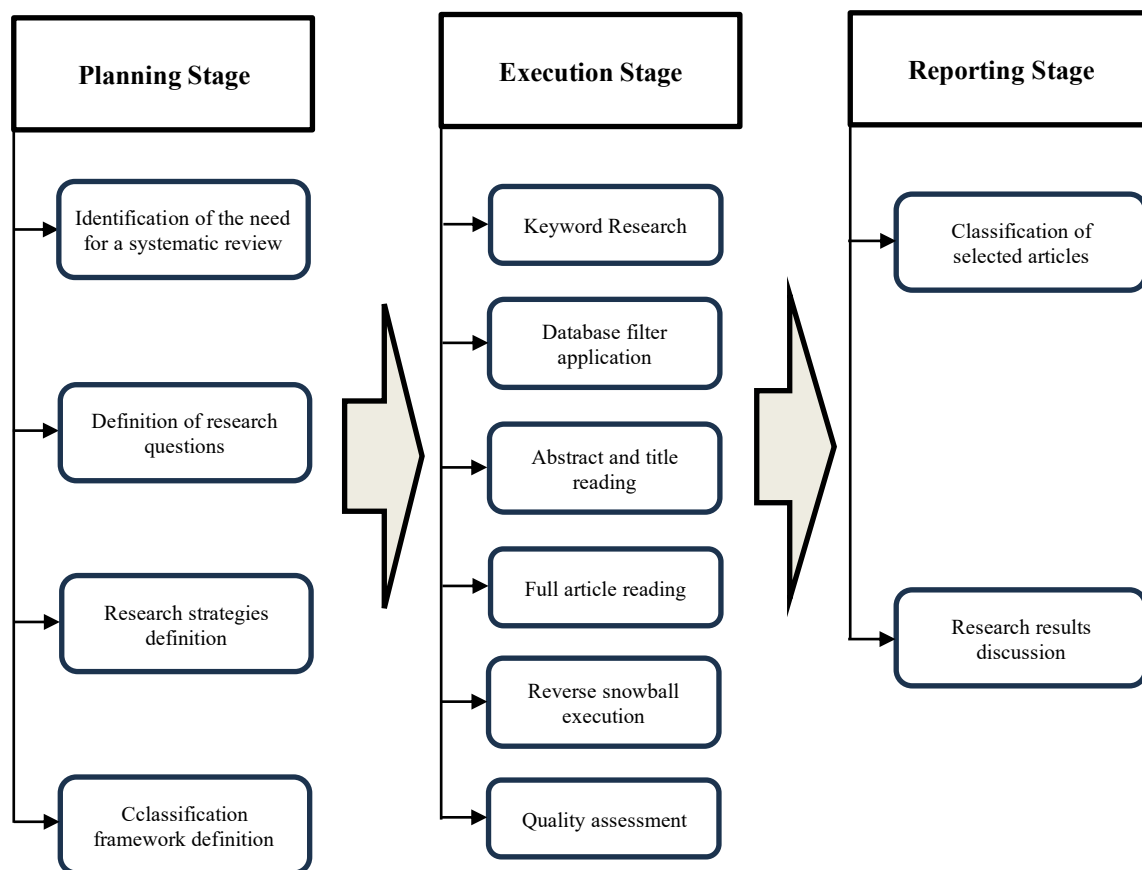 Planning Stage
Identification of the need
for a systematic review
Definition of research
questions
Research strategies
definition
Cclassification
framework definition
Execution Stage
Keyword Research
Database filter
application
Abstract and title
reading
Full article reading
Reverse snowball
execution
Quality assessment
Reporting Stage
Classification of
selected articles
Research results
discussion